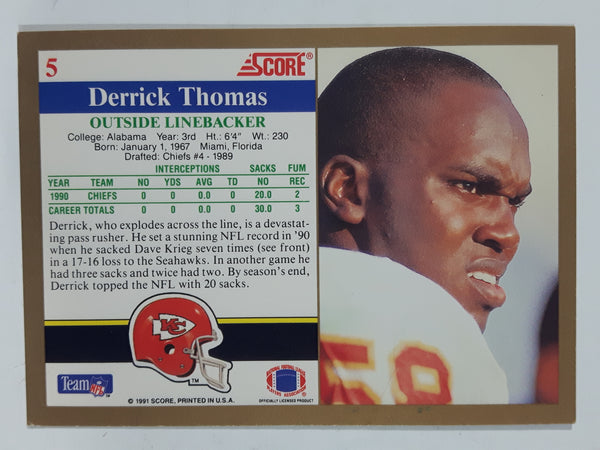 5
SCORE
Derrick Thomas
OUTSIDE LINEBACKER
College: Alabama Year: 3rd Ht.: 6'4" Wt.: 230
Born: January 1, 1967 Miami, Florida
Drafted: Chiefs #4 - 1989
INTERCEPTIONS SACKS FUM
YEAR TEAM NO YDS AVG TD NO REC
1990 CHIEFS 0 0 0.0 0 20.0 2
CAREER TOTALS 0 0 0.0 0 30.0 3
Derrick, who explodes across the line, is a devastat-
ing pass rusher. He set a stunning NFL record in '90
when he sacked Dave Krieg seven times (see front)
in a 17-16 loss to the Seahawks. In another game he
had three sacks and twice had two. By season's end,
Derrick topped the NFL with 20 sacks.
KC
TM
Team NFL
© 1991 SCORE, PRINTED IN U.S.A.
NATIONAL FOOTBALL LEAGUE
PLAYERS ASSOCIATION
OFFICIALLY LICENSED PRODUCT
58